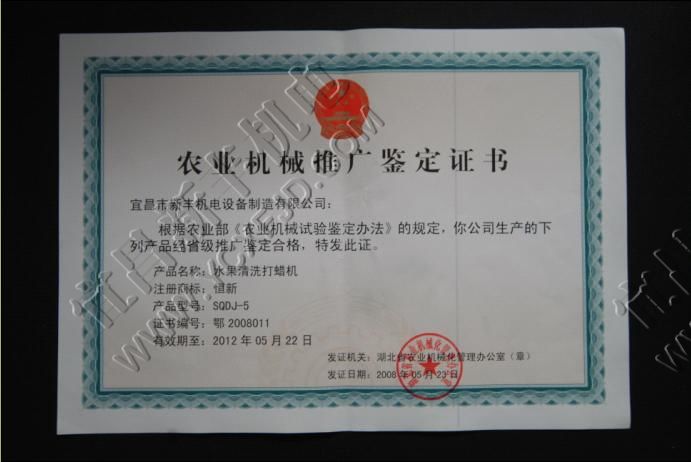 农业机械推广鉴定证书
宜昌市新丰机电设备制造有限公司：
根据农业部《农业机械试验鉴定办法》的规定，你公司生产的下
列产品经省级推广鉴定合格，特发此证。
产品名称：水果清洗打蜡机
注册商标：恒新
产品型号：SQDJ-5
证书编号：鄂 2008011
有效期至：2012 年 05 月 22 日
发证机关：湖北省农业机械化管理办公室（章）
发证日期：2008 年 05 月 23 日